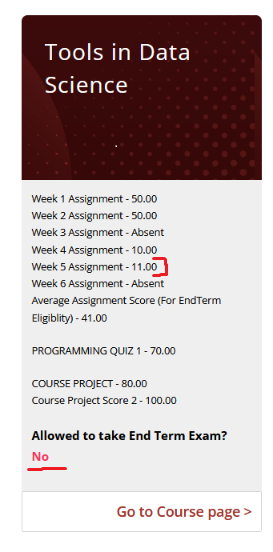 Tools in Data
Science
Week 1 Assignment - 50.00
Week 2 Assignment - 50.00
Week 3 Assignment - Absent
Week 4 Assignment - 10.00
Week 5 Assignment - 11.00
Week 6 Assignment - Absent
Average Assignment Score (For EndTerm
Eligiblity) - 41.00
PROGRAMMING QUIZ 1 - 70.00
COURSE PROJECT - 80.00
Course Project Score 2 - 100.00
Allowed to take End Term Exam?
No
Go to Course page >